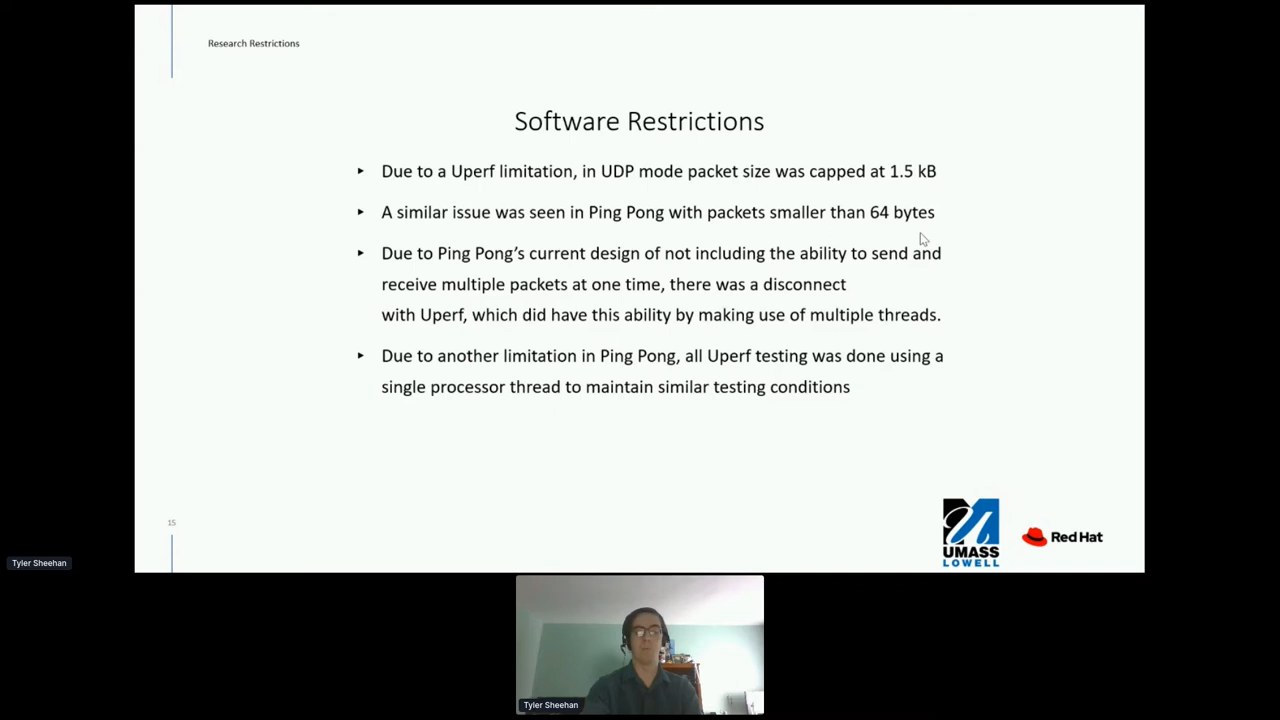 Research Restrictions
Software Restrictions
Due to a Uperf limitation, in UDP mode packet size was capped at 1.5 kB
A similar issue was seen in Ping Pong with packets smaller than 64 bytes
Due to Ping Pong's current design of not including the ability to send and
receive multiple packets at one time, there was a disconnect
with Uperf, which did have this ability by making use of multiple threads.
Due to another limitation in Ping Pong, all Uperf testing was done using a
single processor thread to maintain similar testing conditions
15
UMASS
LOWELL
Red Hat
Tyler Sheehan
Tyler Sheehan